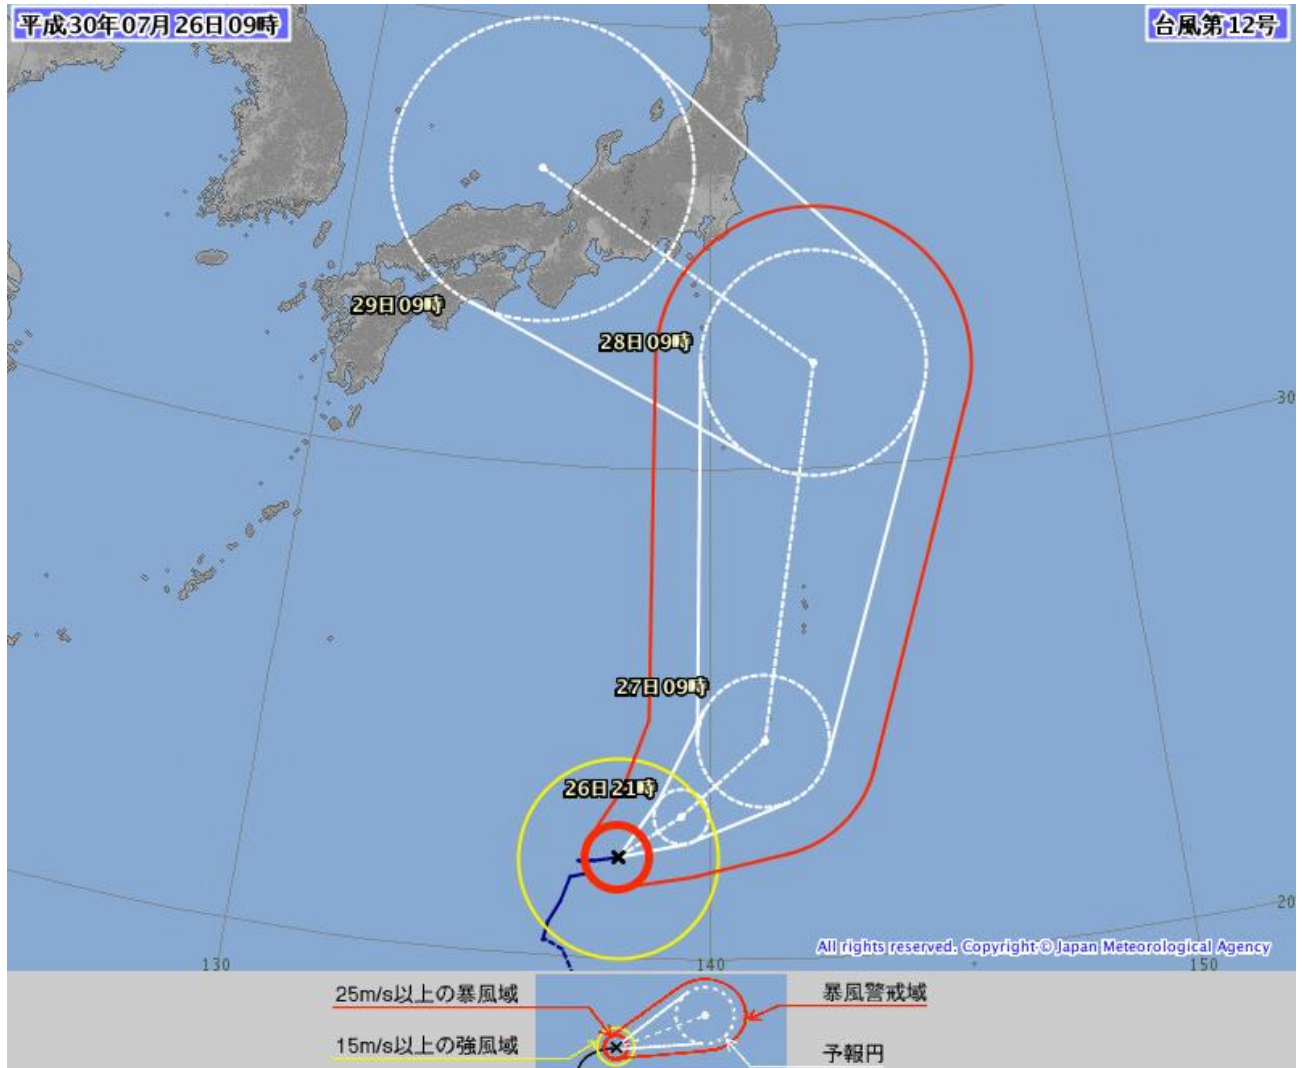 平成30年07月26日09時
台風第12号
29日09時
28日09時
30
27日09時
26日21時
20
All rights reserved. Copyright © Japan Meteorological Agency
130
140
150
25m/s以上の暴風域
暴風警戒域
15m/s以上の強風域
予報円